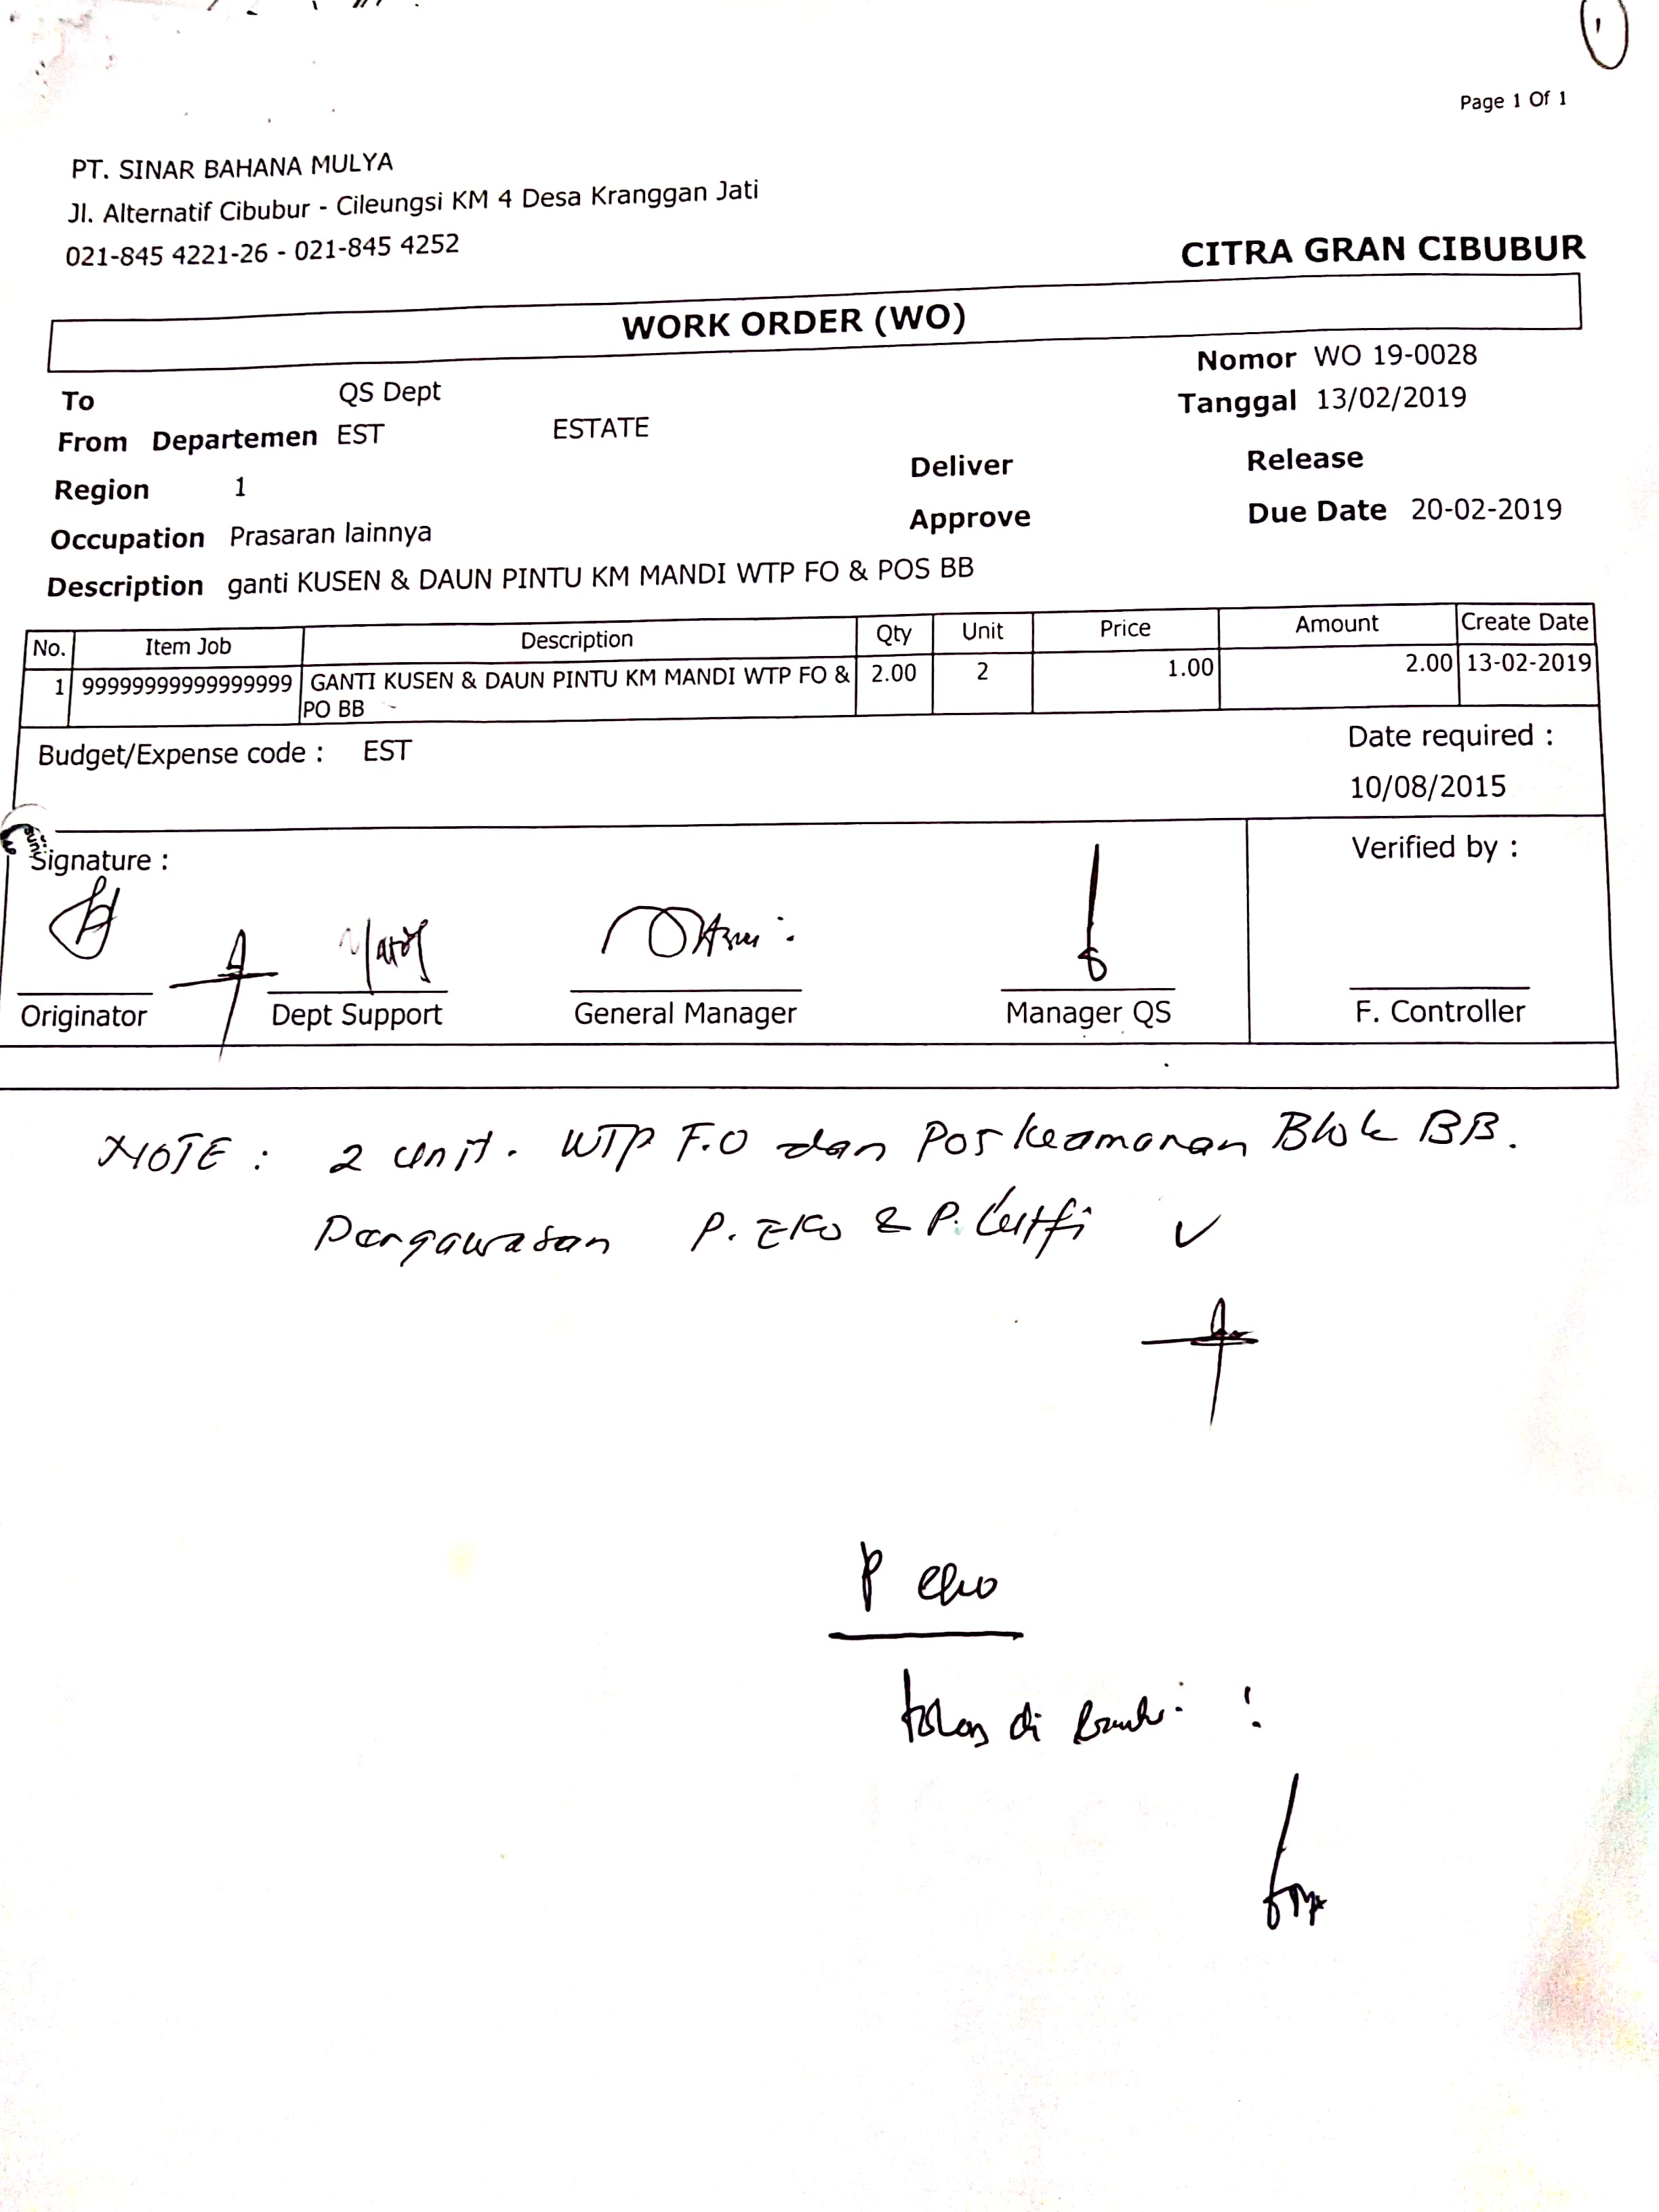 Page 1 Of 1
PT. SINAR BAHANA MULYA
Jl. Alternatif Cibubur - Cileungsi KM 4 Desa Kranggan Jati
021-845 4221-26 - 021-845 4252
CITRA GRAN CIBUBUR
WORK ORDER (WO)
Nomor WO 19-0028
To QS Dept
Tanggal 13/02/2019
From Departemen EST ESTATE
Deliver Release
Region 1
Approve Due Date 20-02-2019
Occupation Prasaran lainnya
Description ganti KUSEN & DAUN PINTU KM MANDI WTP FO & POS BB
No. Item Job Description Qty Unit Price Amount Create Date
1 99999999999999999 GANTI KUSEN & DAUN PINTU KM MANDI WTP FO & 2.00 2 1.00 2.00 13-02-2019
PO BB
Budget/Expense code : EST Date required :
10/08/2015
Signature : Verified by :
Originator Dept Support General Manager Manager QS F. Controller
NOTE : 2 unit. WTP F.O dan Pos Keamanan Blok BB.
Pengawasan P. EKO & P. Lutfi
P eko
di